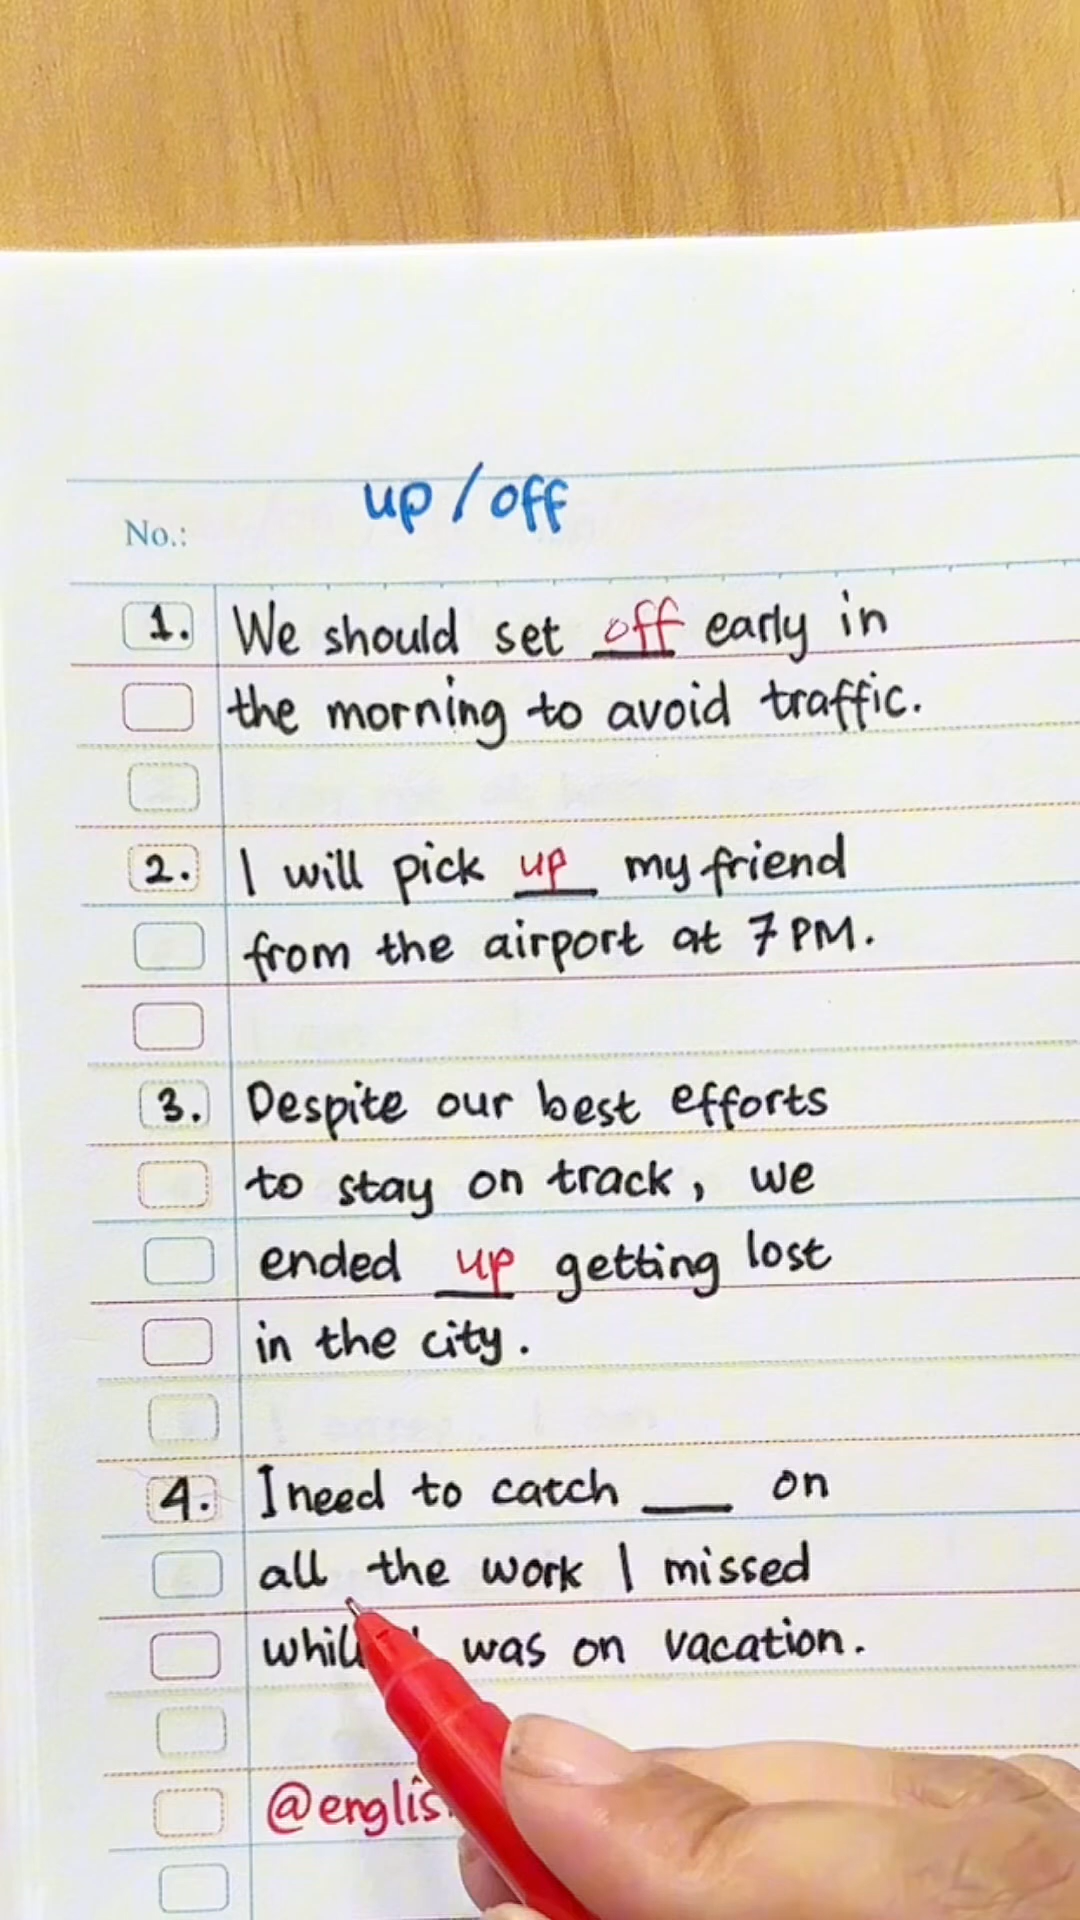 up / off
No.:
1. We should set off early in
the morning to avoid traffic.
2. I will pick up my friend
from the airport at 7 PM.
3. Despite our best efforts
to stay on track, we
ended up getting lost
in the city.
4. I need to catch ___ on
all the work I missed
was on vacation.